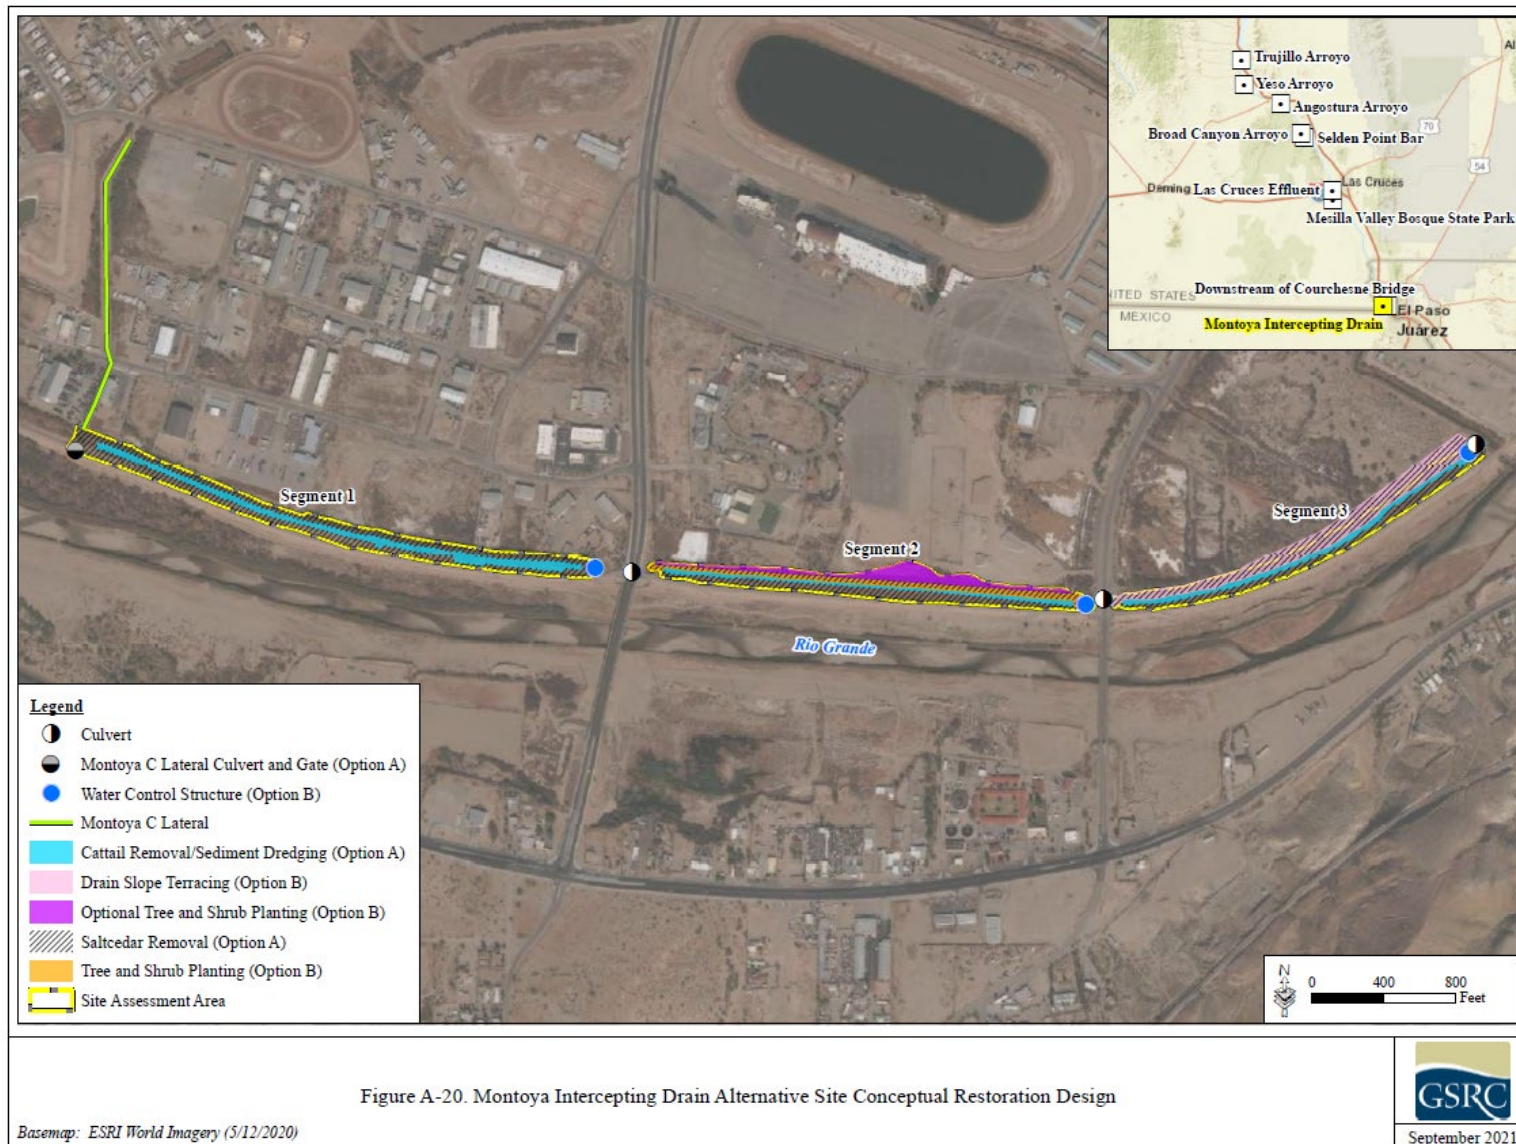 Trujillo Arroyo
Yeso Arroyo
Angostura Arroyo
Broad Canyon Arroyo
Selden Point Bar
70
54
Deming
Las Cruces Effluent
Las Cruces
Mesilla Valley Bosque State Park
Downstream of Courchesne Bridge
UNITED STATES
MEXICO
El Paso
Montoya Intercepting Drain
Juárez
Segment 1
Segment 2
Segment 3
Rio Grande
Legend
Culvert
Montoya C Lateral Culvert and Gate (Option A)
Water Control Structure (Option B)
Montoya C Lateral
Cattail Removal/Sediment Dredging (Option A)
Drain Slope Terracing (Option B)
Optional Tree and Shrub Planting (Option B)
Saltcedar Removal (Option A)
Tree and Shrub Planting (Option B)
Site Assessment Area
N
0 400 800
Feet
Figure A-20. Montoya Intercepting Drain Alternative Site Conceptual Restoration Design
Basemap: ESRI World Imagery (5/12/2020)
GSRC
September 2021